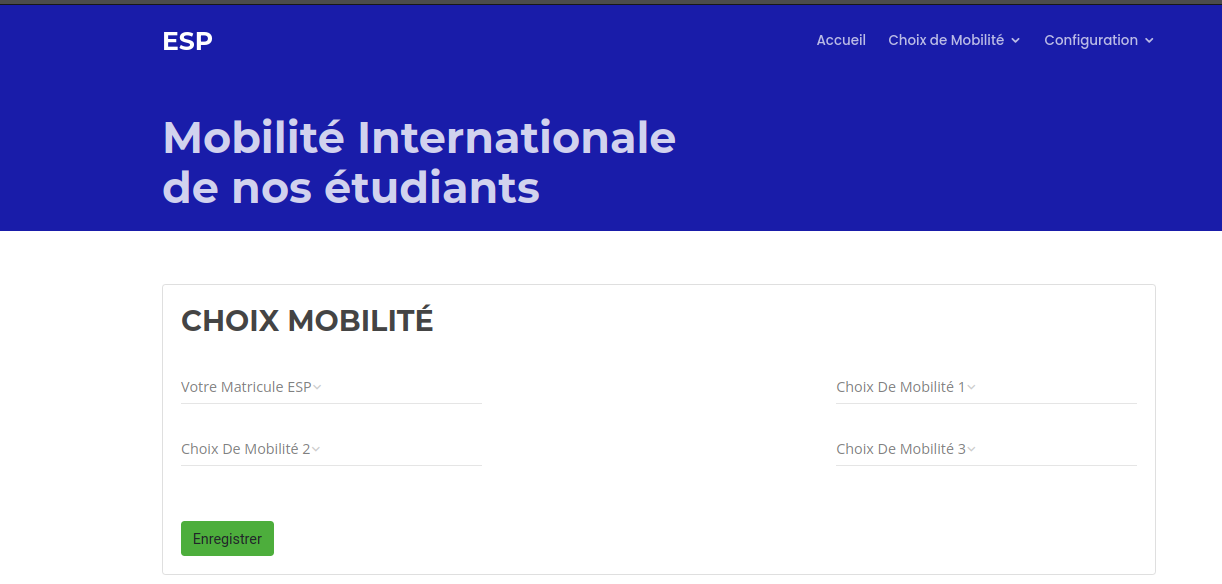 ESP
Accueil Choix de Mobilité Configuration
Mobilité Internationale
de nos étudiants
CHOIX MOBILITÉ
Votre Matricule ESP Choix De Mobilité 1
Choix De Mobilité 2 Choix De Mobilité 3
Enregistrer